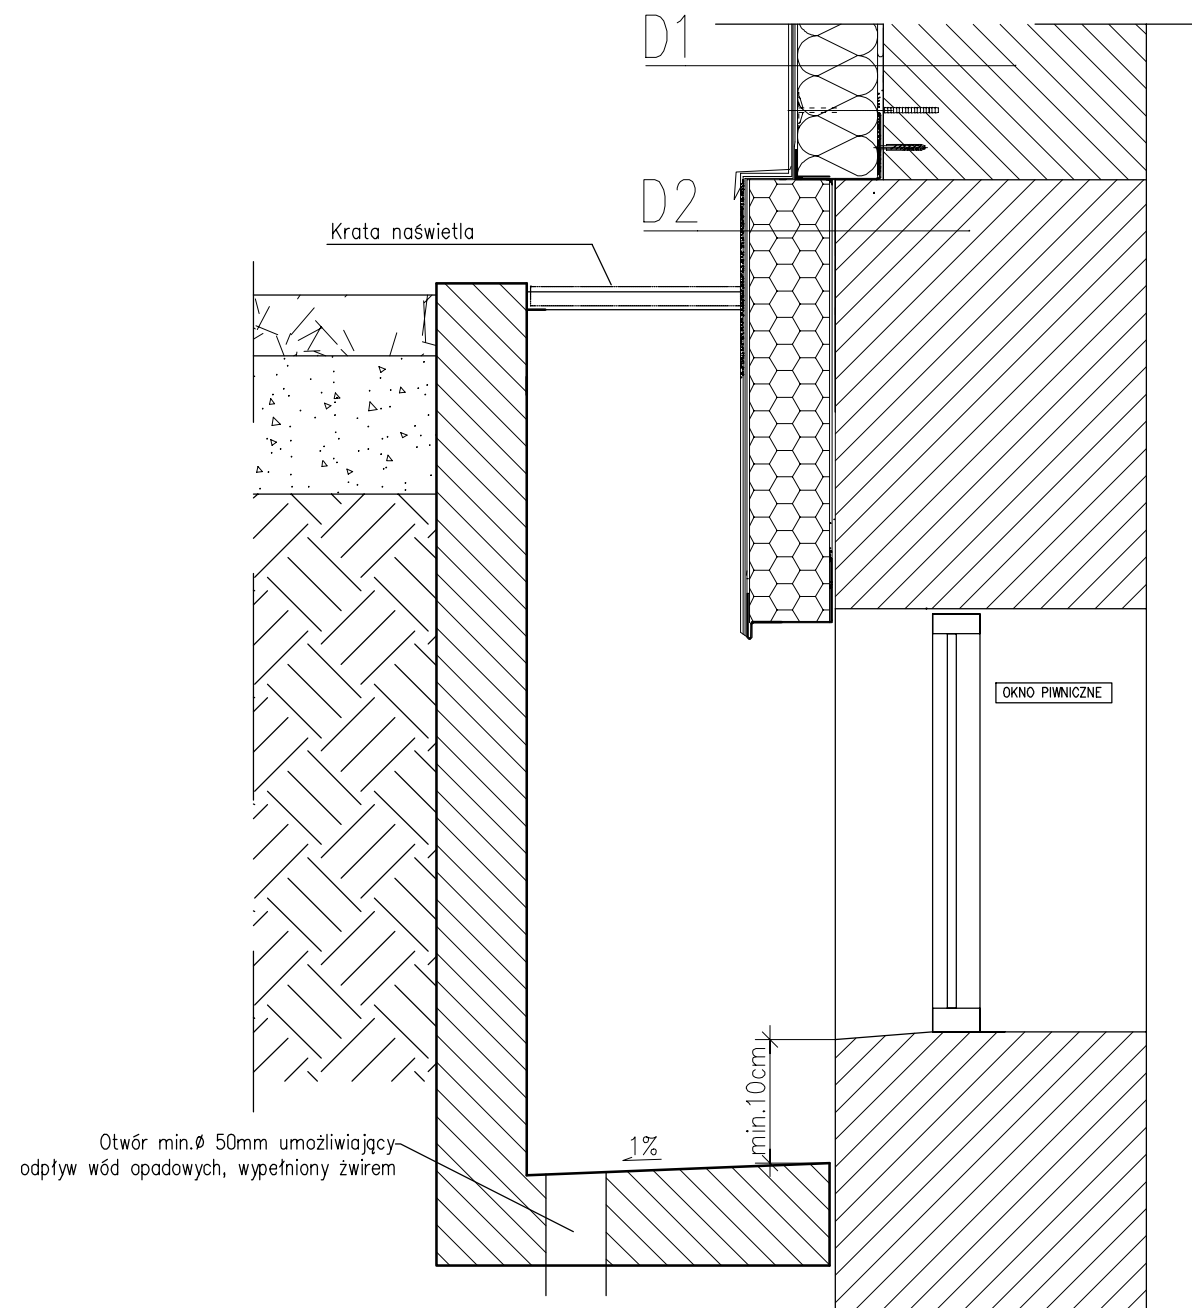 D1
D2
Krata naświetla
OKNO PIWNICZNE
min.10cm
1%
Otwór min.ø 50mm umożliwiający
odpływ wód opadowych, wypełniony żwirem